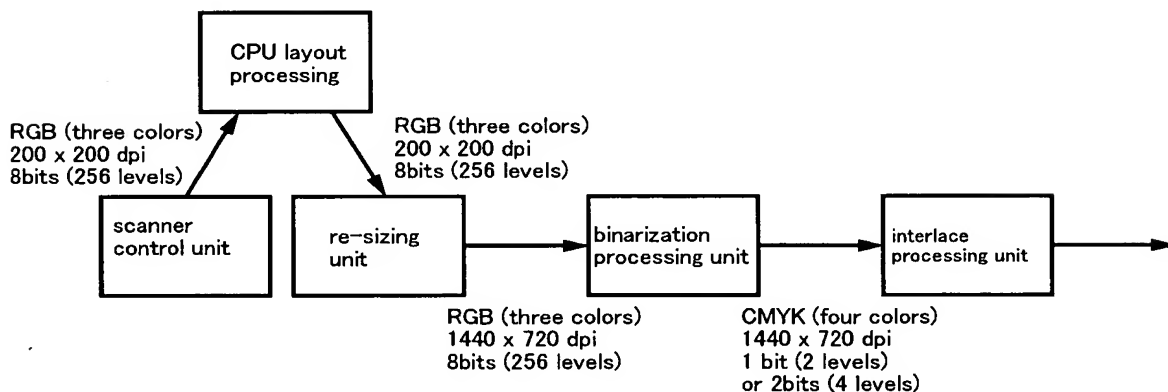 CPU layout
processing
RGB (three colors)
200 x 200 dpi
8bits (256 levels)
RGB (three colors)
200 x 200 dpi
8bits (256 levels)
scanner
control unit
re-sizing
unit
binarization
processing unit
interlace
processing unit
RGB (three colors)
1440 x 720 dpi
8bits (256 levels)
CMYK (four colors)
1440 x 720 dpi
1 bit (2 levels)
or 2bits (4 levels)